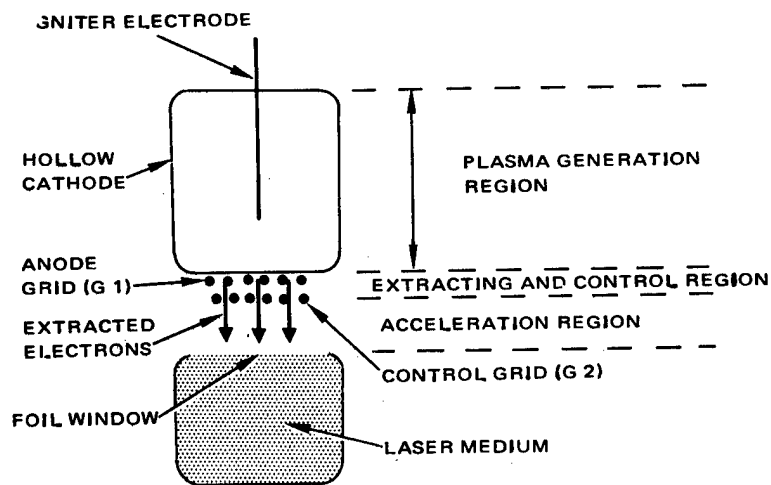 IGNITER ELECTRODE
HOLLOW
CATHODE
PLASMA GENERATION
REGION
ANODE
GRID (G 1)
EXTRACTING AND CONTROL REGION
EXTRACTED
ELECTRONS
ACCELERATION REGION
CONTROL GRID (G 2)
FOIL WINDOW
LASER MEDIUM